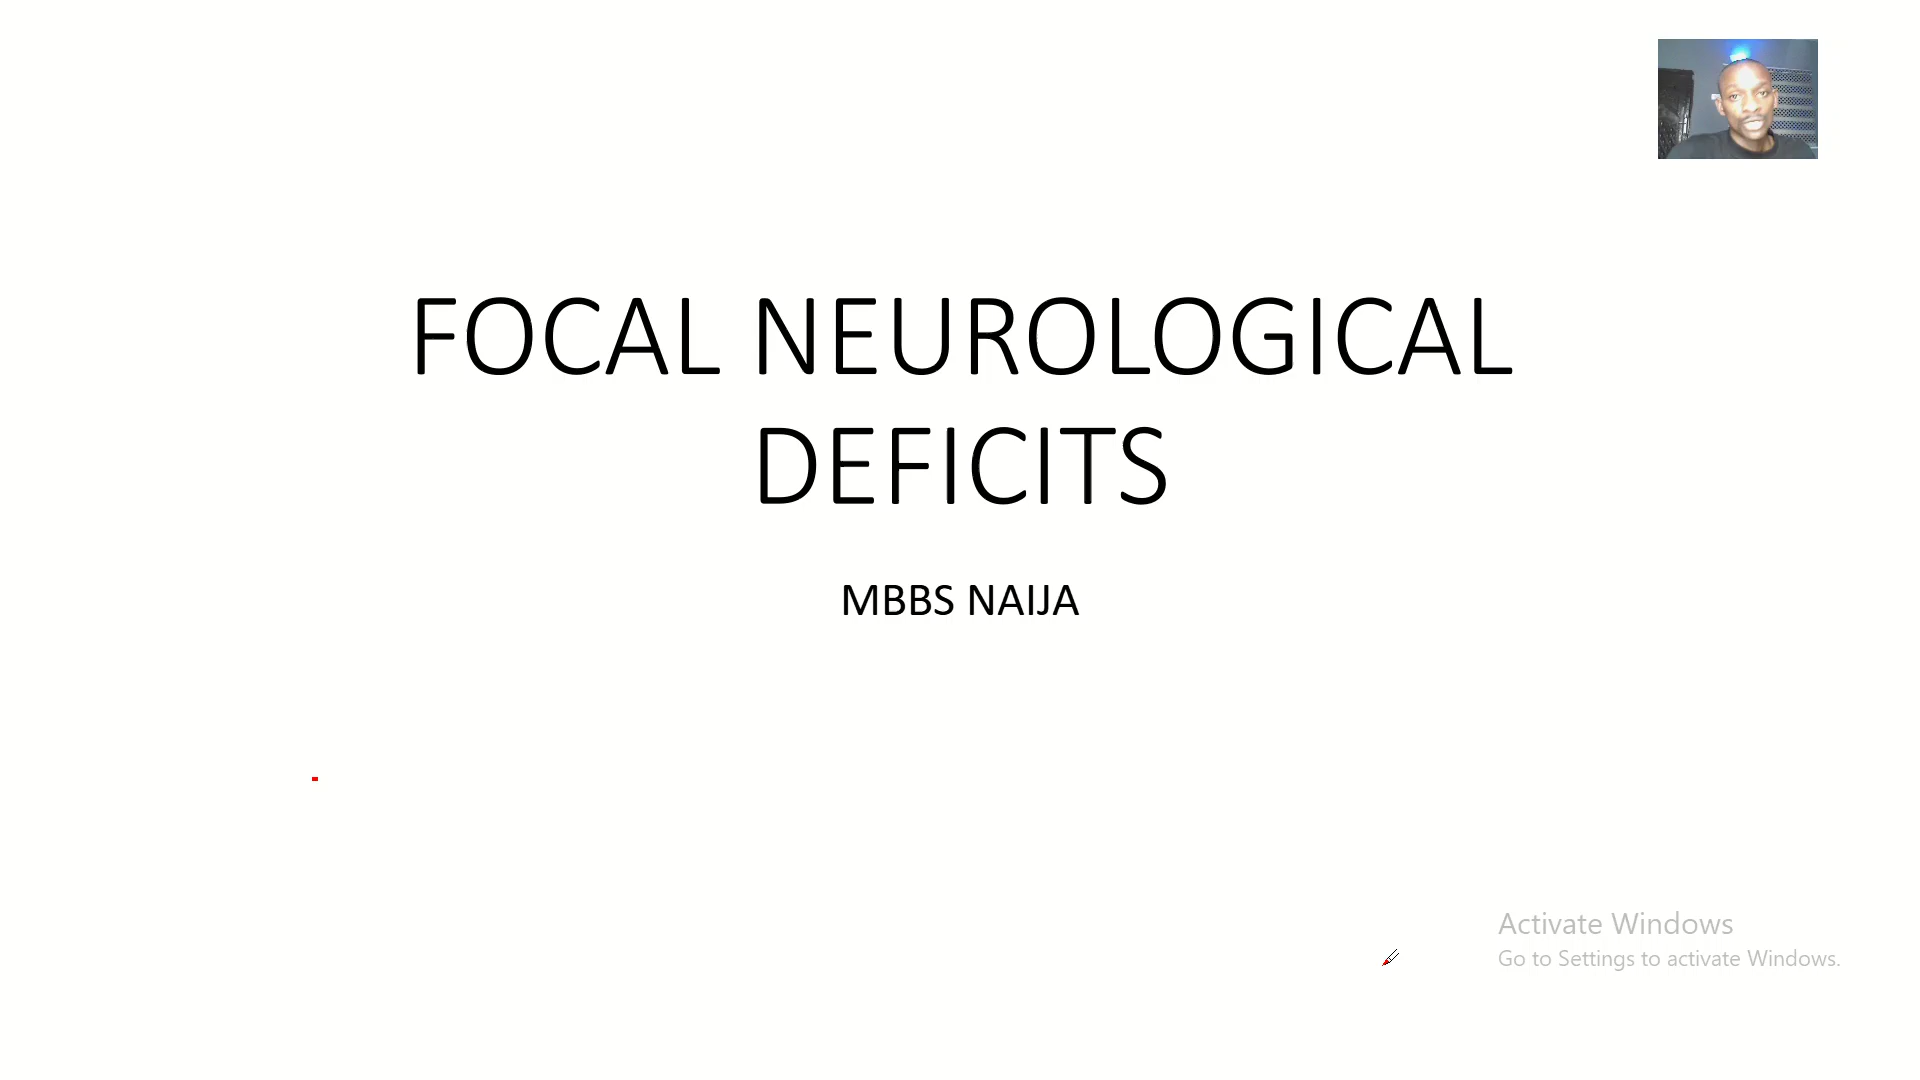 FOCAL NEUROLOGICAL
DEFICITS
MBBS NAIJA
Activate Windows
Go to Settings to activate Windows.